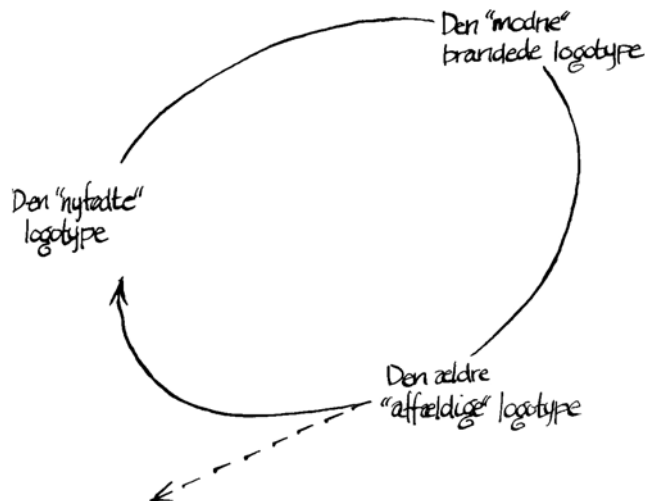 Den "modne"
brandede logotype
Den "nyfødte"
logotype
Den ældre
"affældige" logotype